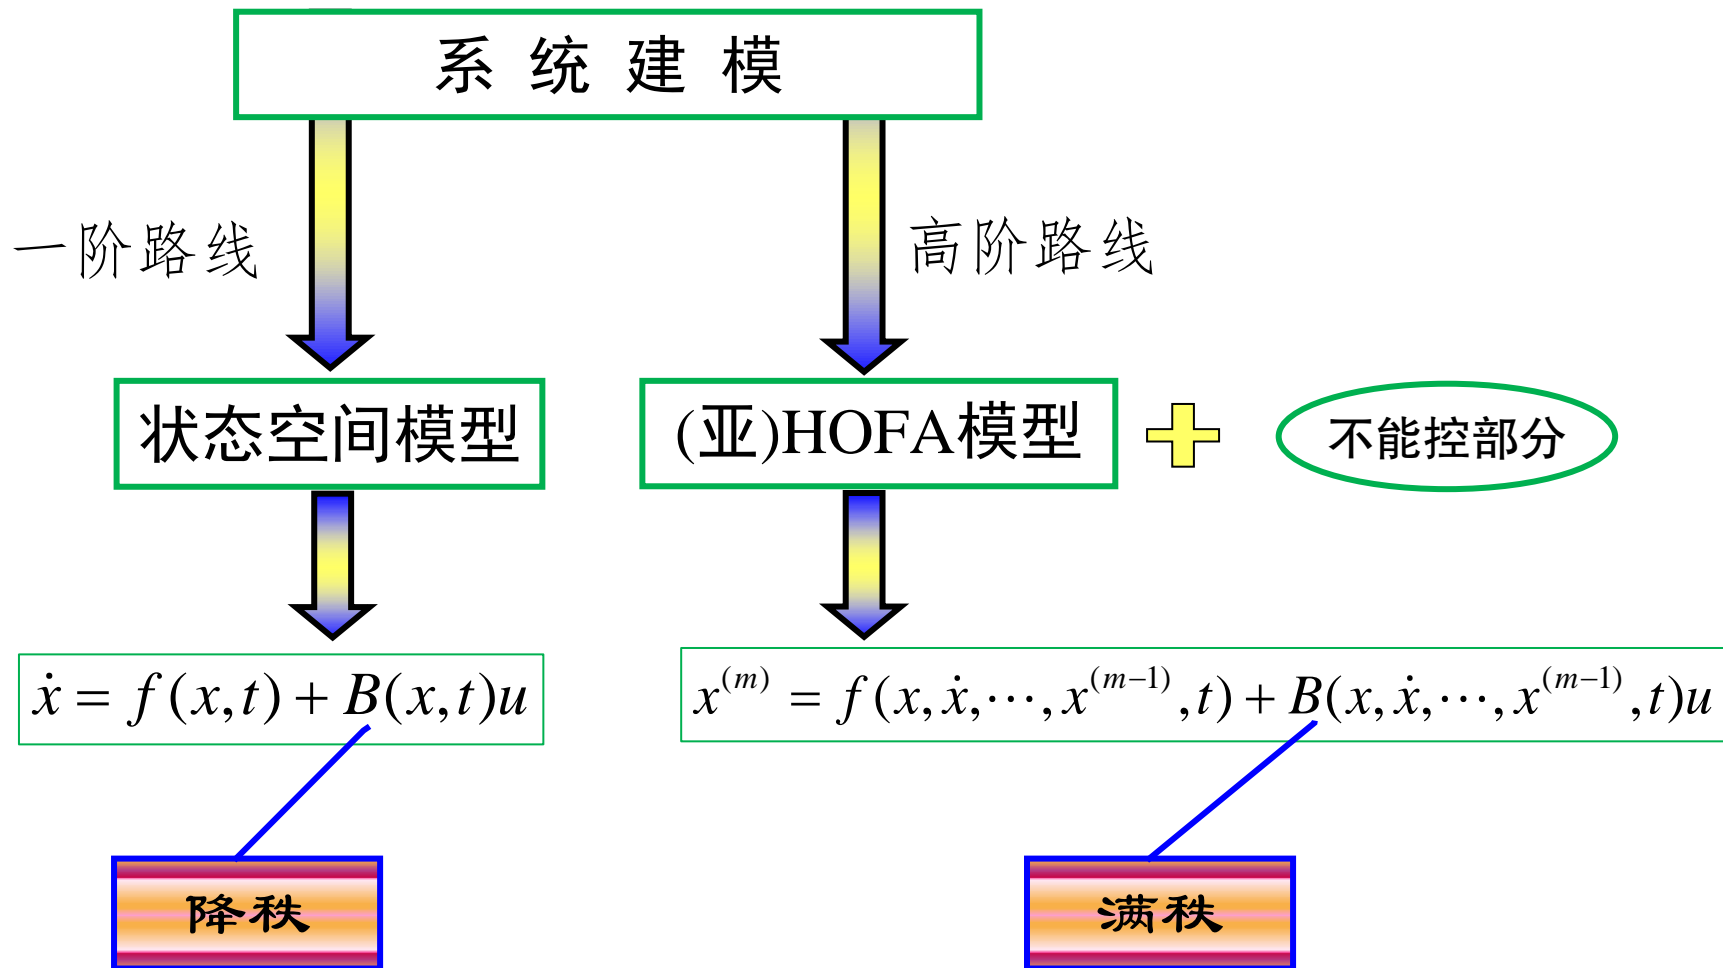 系 统 建 模
一阶路线
高阶路线
状态空间模型
(亚)HOFA模型
不能控部分
ẋ = f(x,t) + B(x,t)u
x^{(m)} = f(x, ẋ, ⋯, x^{(m−1)}, t) + B(x, ẋ, ⋯, x^{(m−1)}, t)u
降秩
满秩